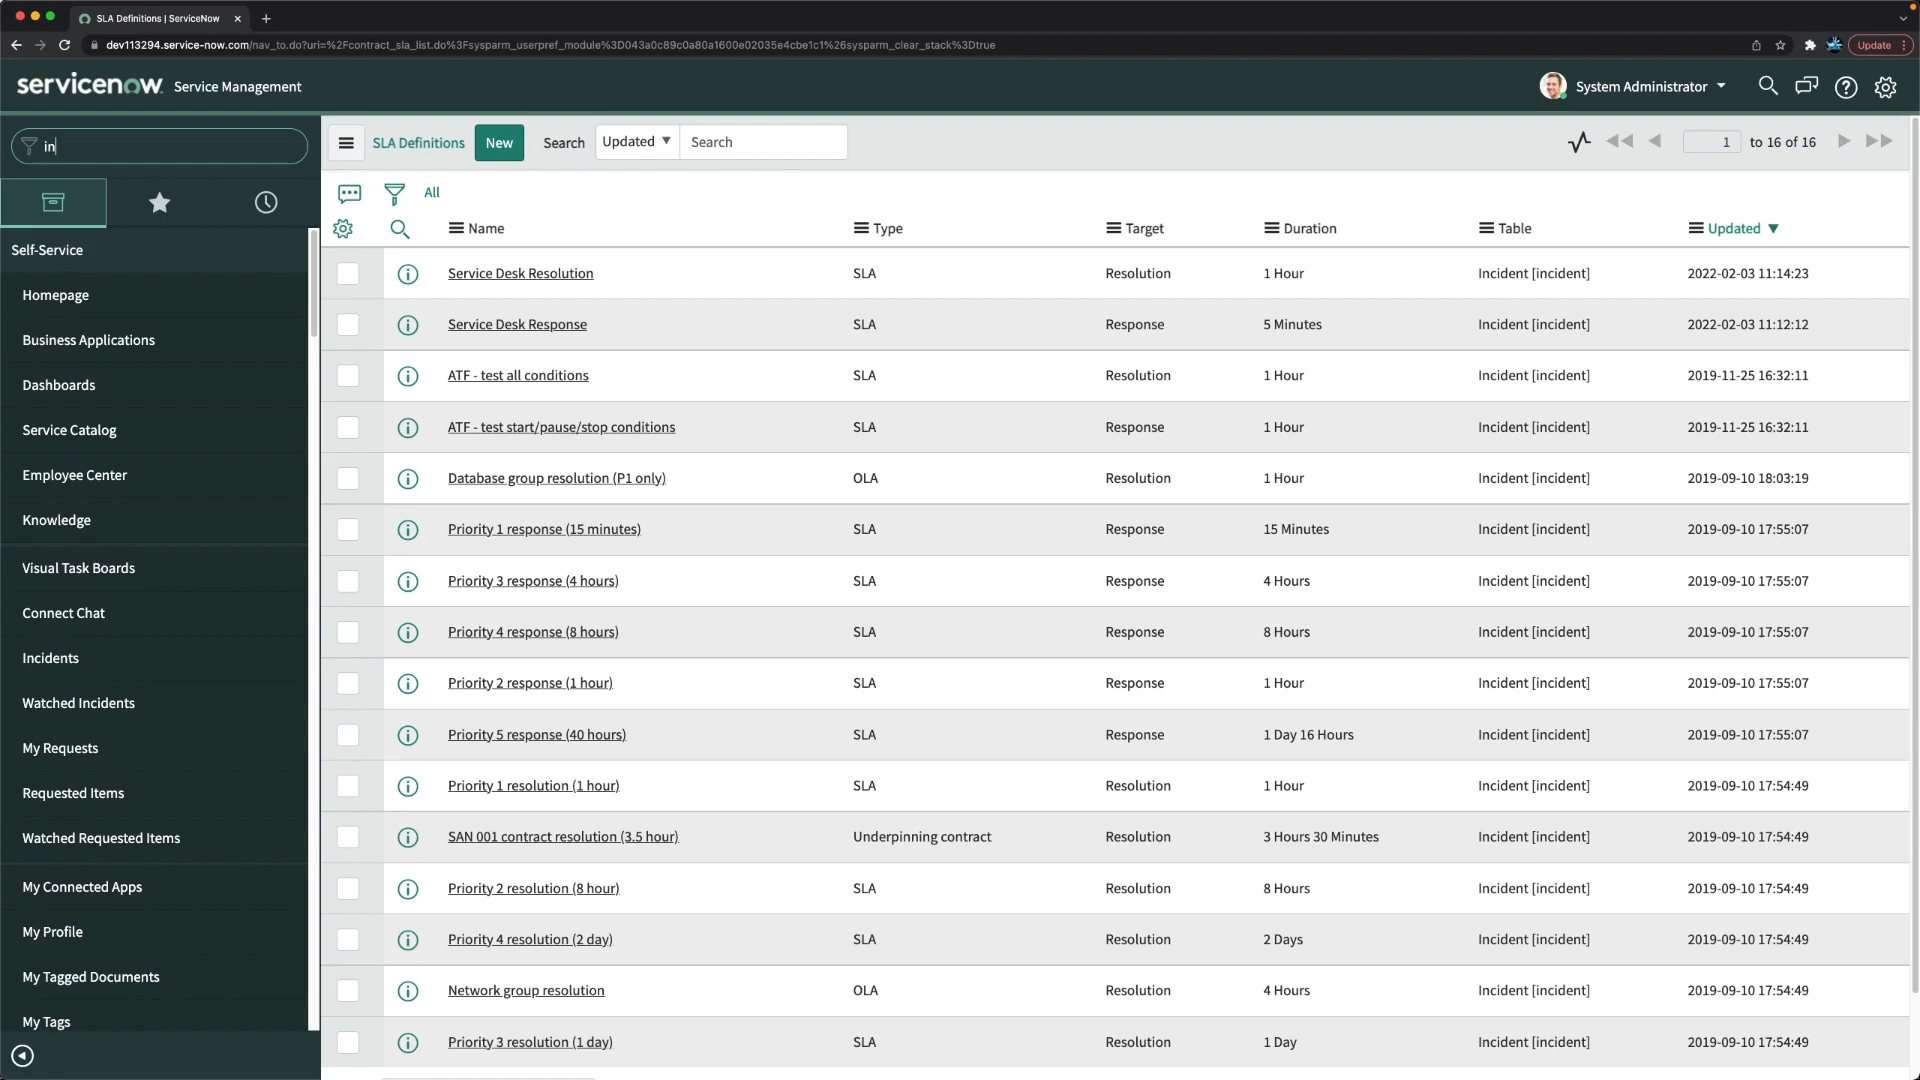 SLA Definitions | ServiceNow
dev113294.service-now.com/nav_to.do?uri=%2Fcontract_sla_list.do%3Fsysparm_userpref_module%3D043a0c89c0a80a1600e02035e4cbe1c1%26sysparm_clear_stack%3Dtrue
Update
servicenow. Service Management
System Administrator
in
SLA Definitions New Search Updated ▼ Search
1 to 16 of 16
All
Name Type Target Duration Table Updated ▼
Service Desk Resolution SLA Resolution 1 Hour Incident [incident] 2022-02-03 11:14:23
Service Desk Response SLA Response 5 Minutes Incident [incident] 2022-02-03 11:12:12
ATF - test all conditions SLA Resolution 1 Hour Incident [incident] 2019-11-25 16:32:11
ATF - test start/pause/stop conditions SLA Response 1 Hour Incident [incident] 2019-11-25 16:32:11
Database group resolution (P1 only) OLA Resolution 1 Hour Incident [incident] 2019-09-10 18:03:19
Priority 1 response (15 minutes) SLA Response 15 Minutes Incident [incident] 2019-09-10 17:55:07
Priority 3 response (4 hours) SLA Response 4 Hours Incident [incident] 2019-09-10 17:55:07
Priority 4 response (8 hours) SLA Response 8 Hours Incident [incident] 2019-09-10 17:55:07
Priority 2 response (1 hour) SLA Response 1 Hour Incident [incident] 2019-09-10 17:55:07
Priority 5 response (40 hours) SLA Response 1 Day 16 Hours Incident [incident] 2019-09-10 17:55:07
Priority 1 resolution (1 hour) SLA Resolution 1 Hour Incident [incident] 2019-09-10 17:54:49
SAN 001 contract resolution (3.5 hour) Underpinning contract Resolution 3 Hours 30 Minutes Incident [incident] 2019-09-10 17:54:49
Priority 2 resolution (8 hour) SLA Resolution 8 Hours Incident [incident] 2019-09-10 17:54:49
Priority 4 resolution (2 day) SLA Resolution 2 Days Incident [incident] 2019-09-10 17:54:49
Network group resolution OLA Resolution 4 Hours Incident [incident] 2019-09-10 17:54:49
Priority 3 resolution (1 day) SLA Resolution 1 Day Incident [incident] 2019-09-10 17:54:49
Self-Service
Homepage
Business Applications
Dashboards
Service Catalog
Employee Center
Knowledge
Visual Task Boards
Connect Chat
Incidents
Watched Incidents
My Requests
Requested Items
Watched Requested Items
My Connected Apps
My Profile
My Tagged Documents
My Tags